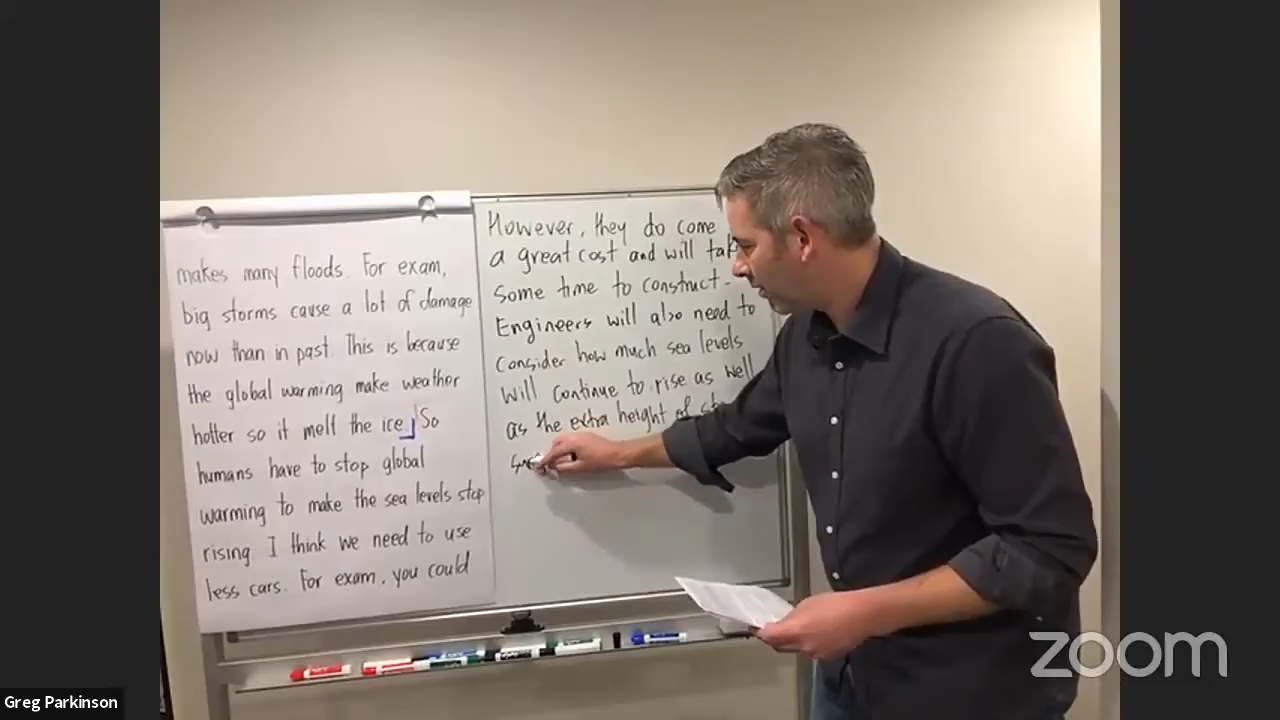 makes many floods. For exam,
big storms cause a lot of damage
now than in past. This is because
the global warming make weather
hotter so it melt the ice. So
humans have to stop global
warming to make the sea levels stop
rising I think we need to use
less cars. For exam, you could
However, they do come
a great cost and will
some time to construct.
Engineers will also need to
consider how much sea levels
will continue to rise as well
as the extra height of
Greg Parkinson
zoom